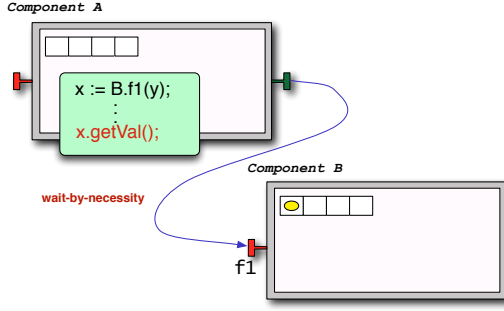 Component A
x := B.f1(y);
:
x.getVal();
Component B
wait-by-necessity
f1